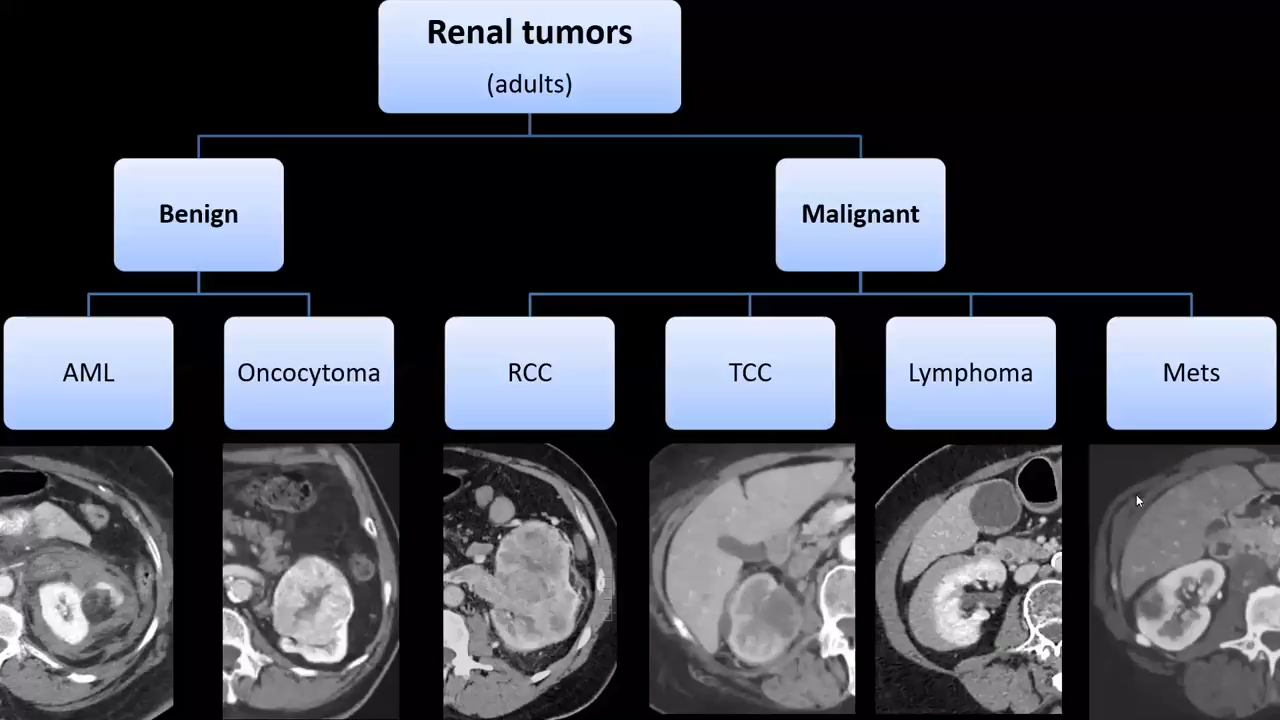 Renal tumors
(adults)
Benign
Malignant
AML
Oncocytoma
RCC
TCC
Lymphoma
Mets